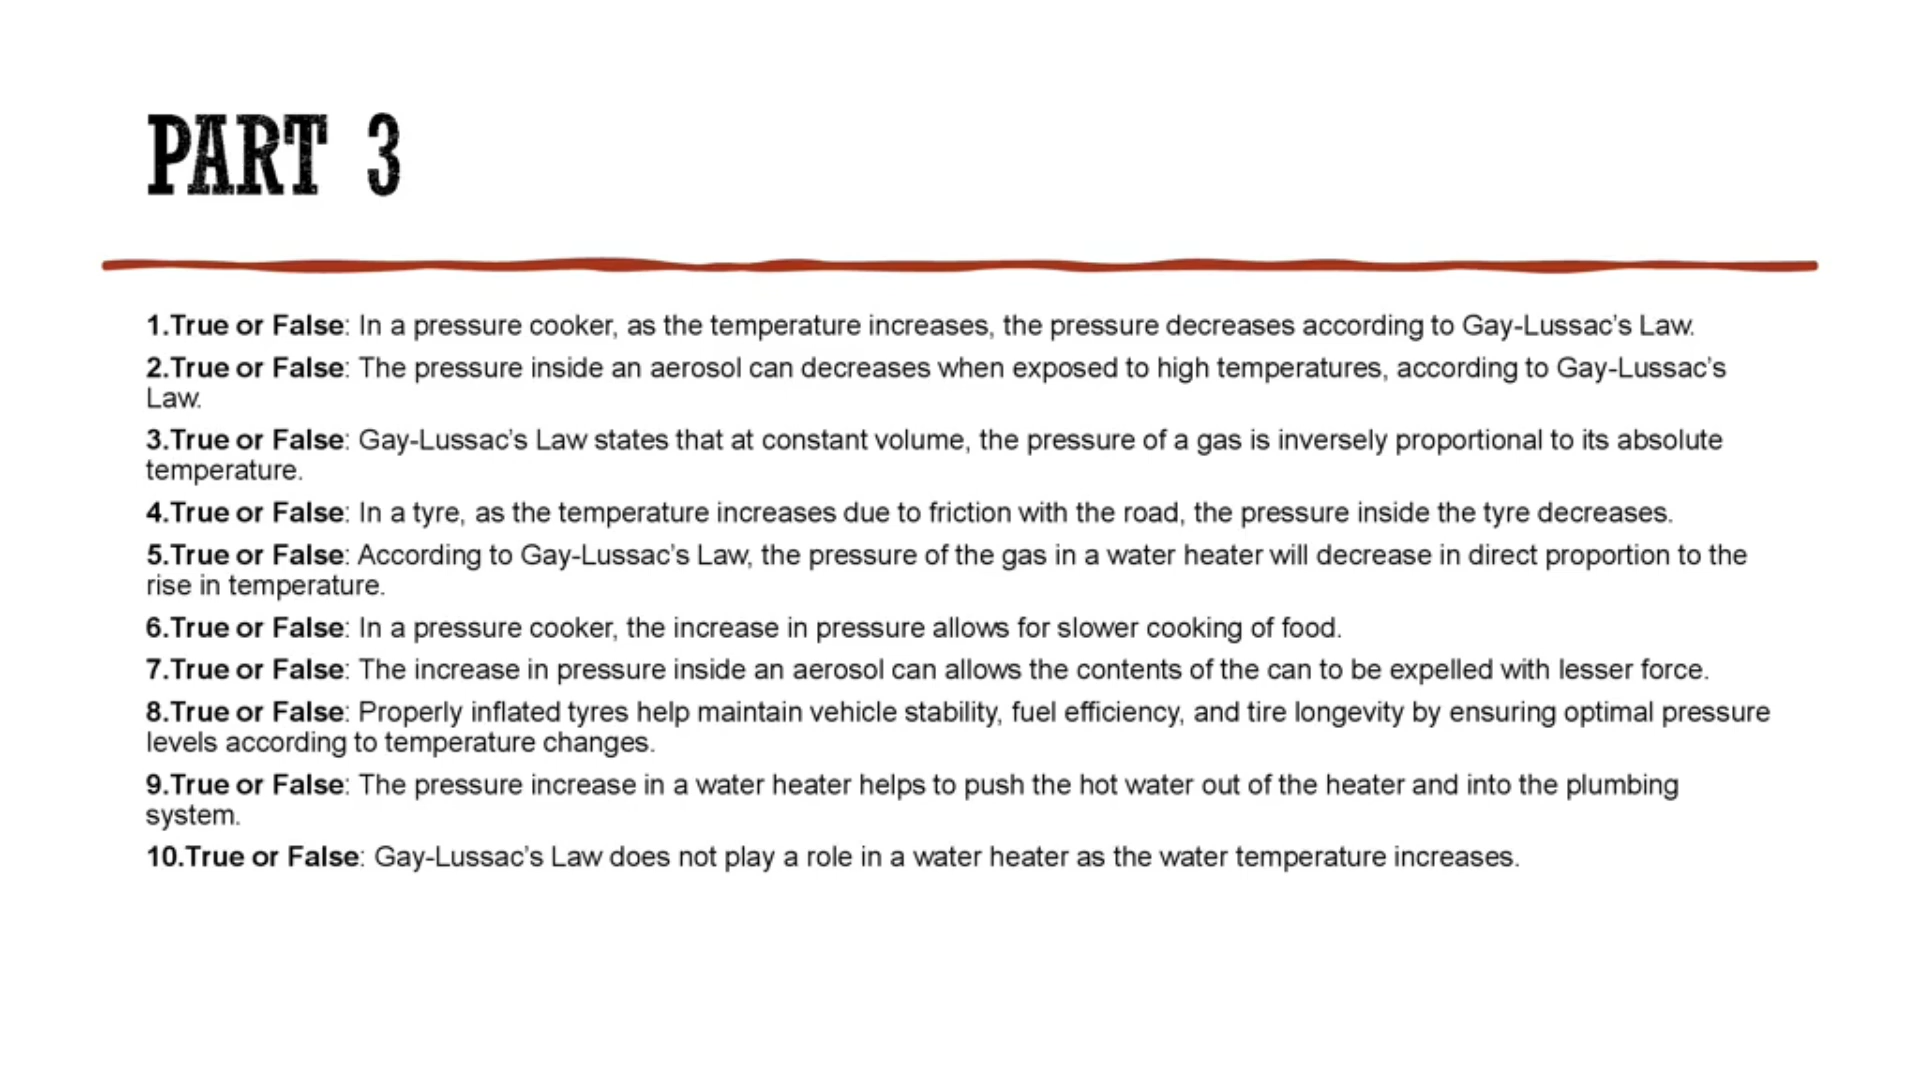 PART 3
1.True or False: In a pressure cooker, as the temperature increases, the pressure decreases according to Gay-Lussac's Law.
2.True or False: The pressure inside an aerosol can decreases when exposed to high temperatures, according to Gay-Lussac's
Law.
3.True or False: Gay-Lussac's Law states that at constant volume, the pressure of a gas is inversely proportional to its absolute
temperature.
4.True or False: In a tyre, as the temperature increases due to friction with the road, the pressure inside the tyre decreases.
5.True or False: According to Gay-Lussac's Law, the pressure of the gas in a water heater will decrease in direct proportion to the
rise in temperature.
6.True or False: In a pressure cooker, the increase in pressure allows for slower cooking of food.
7.True or False: The increase in pressure inside an aerosol can allows the contents of the can to be expelled with lesser force.
8.True or False: Properly inflated tyres help maintain vehicle stability, fuel efficiency, and tire longevity by ensuring optimal pressure
levels according to temperature changes.
9.True or False: The pressure increase in a water heater helps to push the hot water out of the heater and into the plumbing
system.
10.True or False: Gay-Lussac's Law does not play a role in a water heater as the water temperature increases.